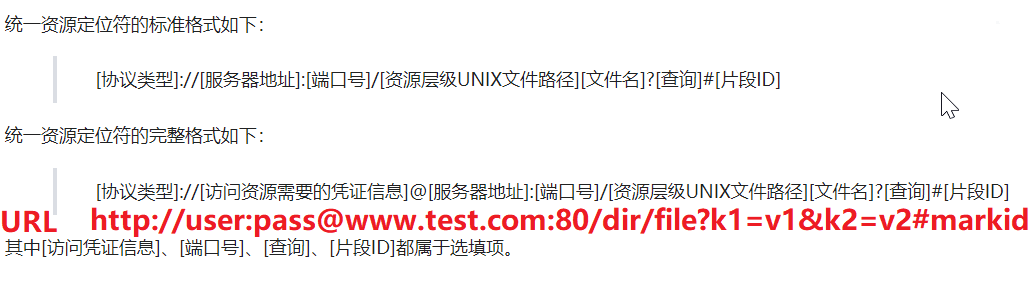 统一资源定位符的标准格式如下：
[协议类型]://[服务器地址]:[端口号]/[资源层级UNIX文件路径][文件名]?[查询]#[片段ID]
统一资源定位符的完整格式如下：
[协议类型]://[访问资源需要的凭证信息]@[服务器地址]:[端口号]/[资源层级UNIX文件路径][文件名]?[查询]#[片段ID]
URL http://user:pass@www.test.com:80/dir/file?k1=v1&k2=v2#markid
其中[访问凭证信息]、[端口号]、[查询]、[片段ID]都属于选填项。